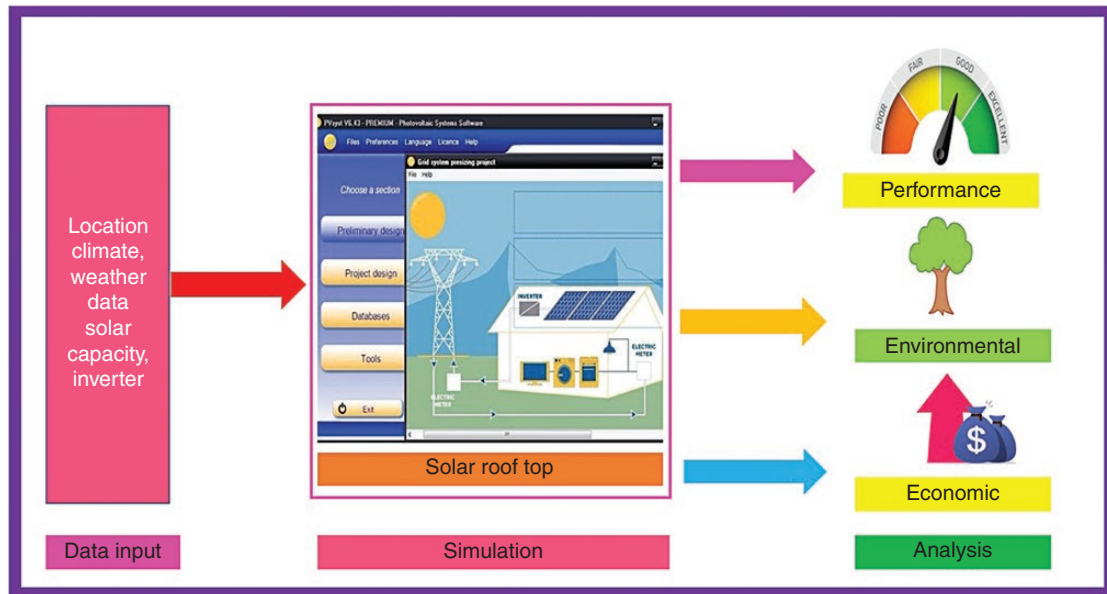 Location
climate,
weather
data
solar
capacity,
inverter
Data input
PVsyst V6.43 - PREMIUM - Photovoltaic Systems Software
Files Preferences Language Licence Help
Choose a section
Preliminary design
Project design
Databases
Tools
Exit
Grid system presizing project
File Help
INVERTER
ELECTRIC
METER
ELECTRIC
METER
Solar roof top
Simulation
POOR
FAIR
GOOD
EXCELLENT
Performance
Environmental
$
Economic
Analysis